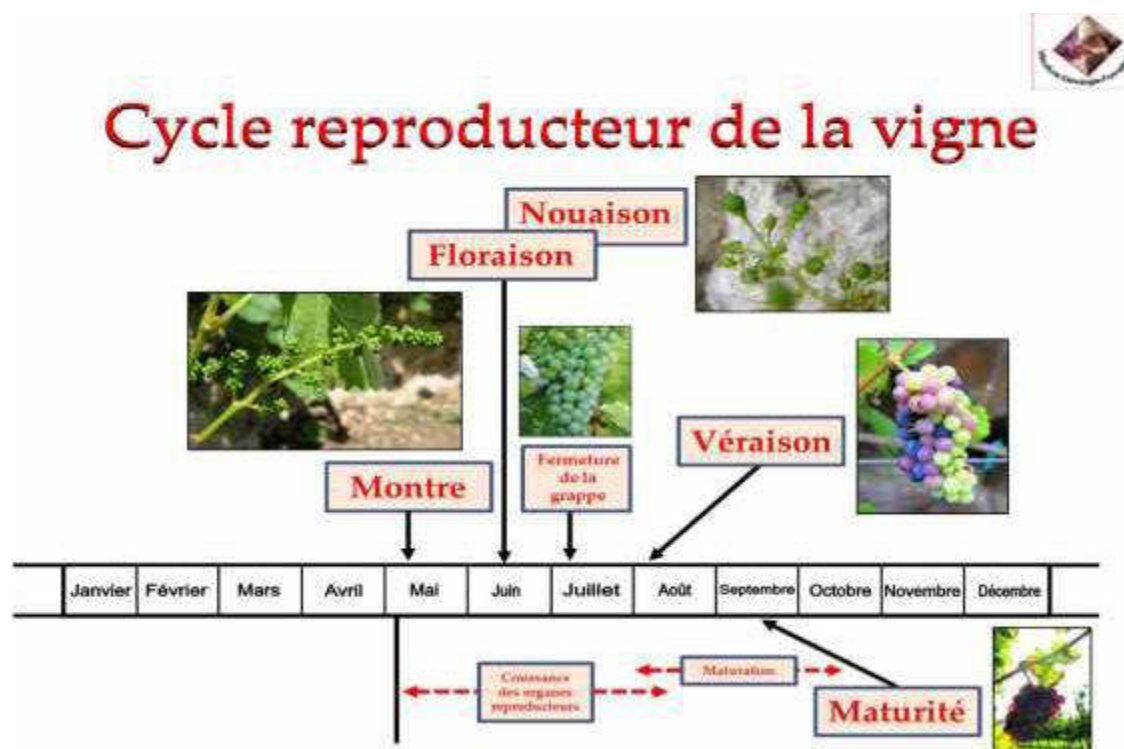 Cycle reproducteur de la vigne
Nouaison
Floraison
Fermeture
de la
grappe
Véraison
Montre
Janvier Février Mars Avril Mai Juin Juillet Août Septembre Octobre Novembre Décembre
Croissance
des organes
reproducteurs
Maturation
Maturité